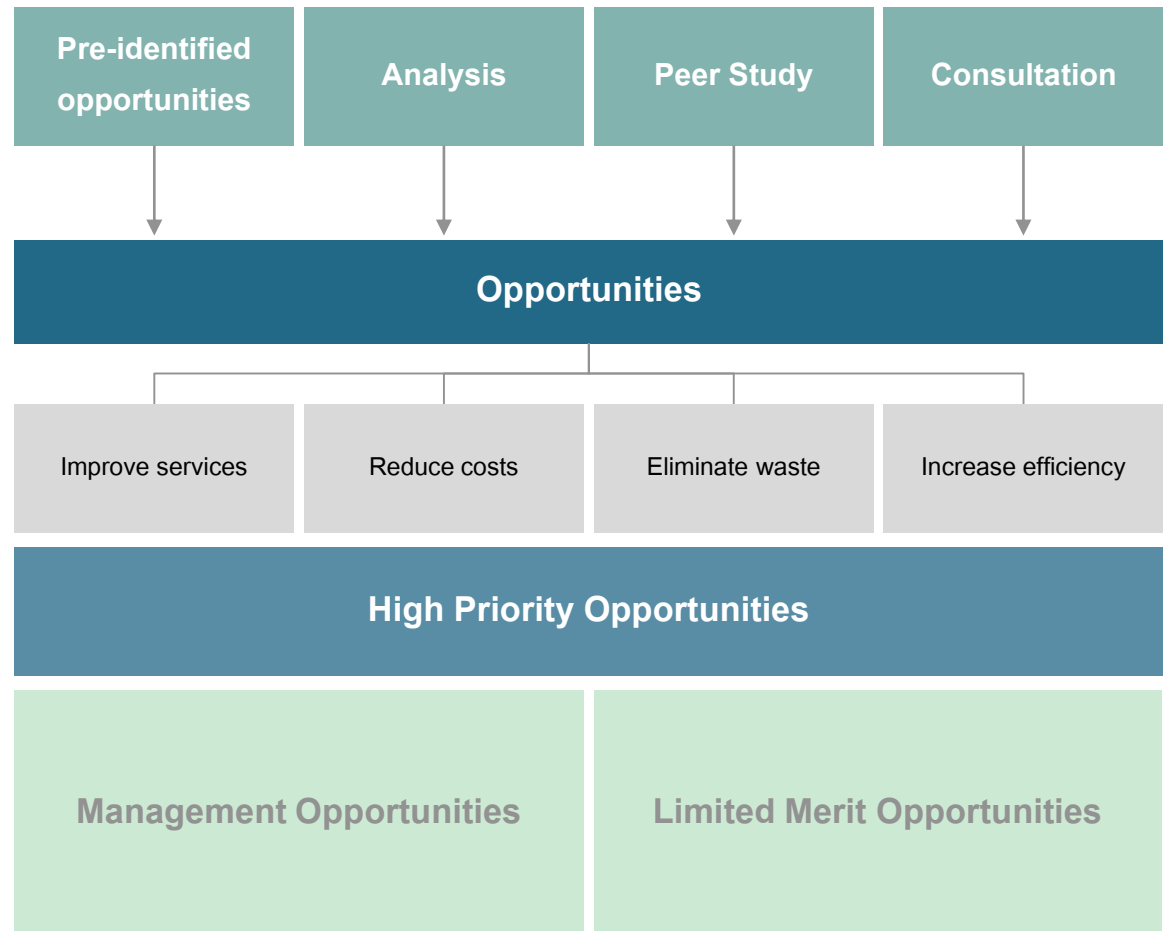 Pre-identified
opportunities
Analysis
Peer Study
Consultation
Opportunities
Improve services
Reduce costs
Eliminate waste
Increase efficiency
High Priority Opportunities
Management Opportunities
Limited Merit Opportunities